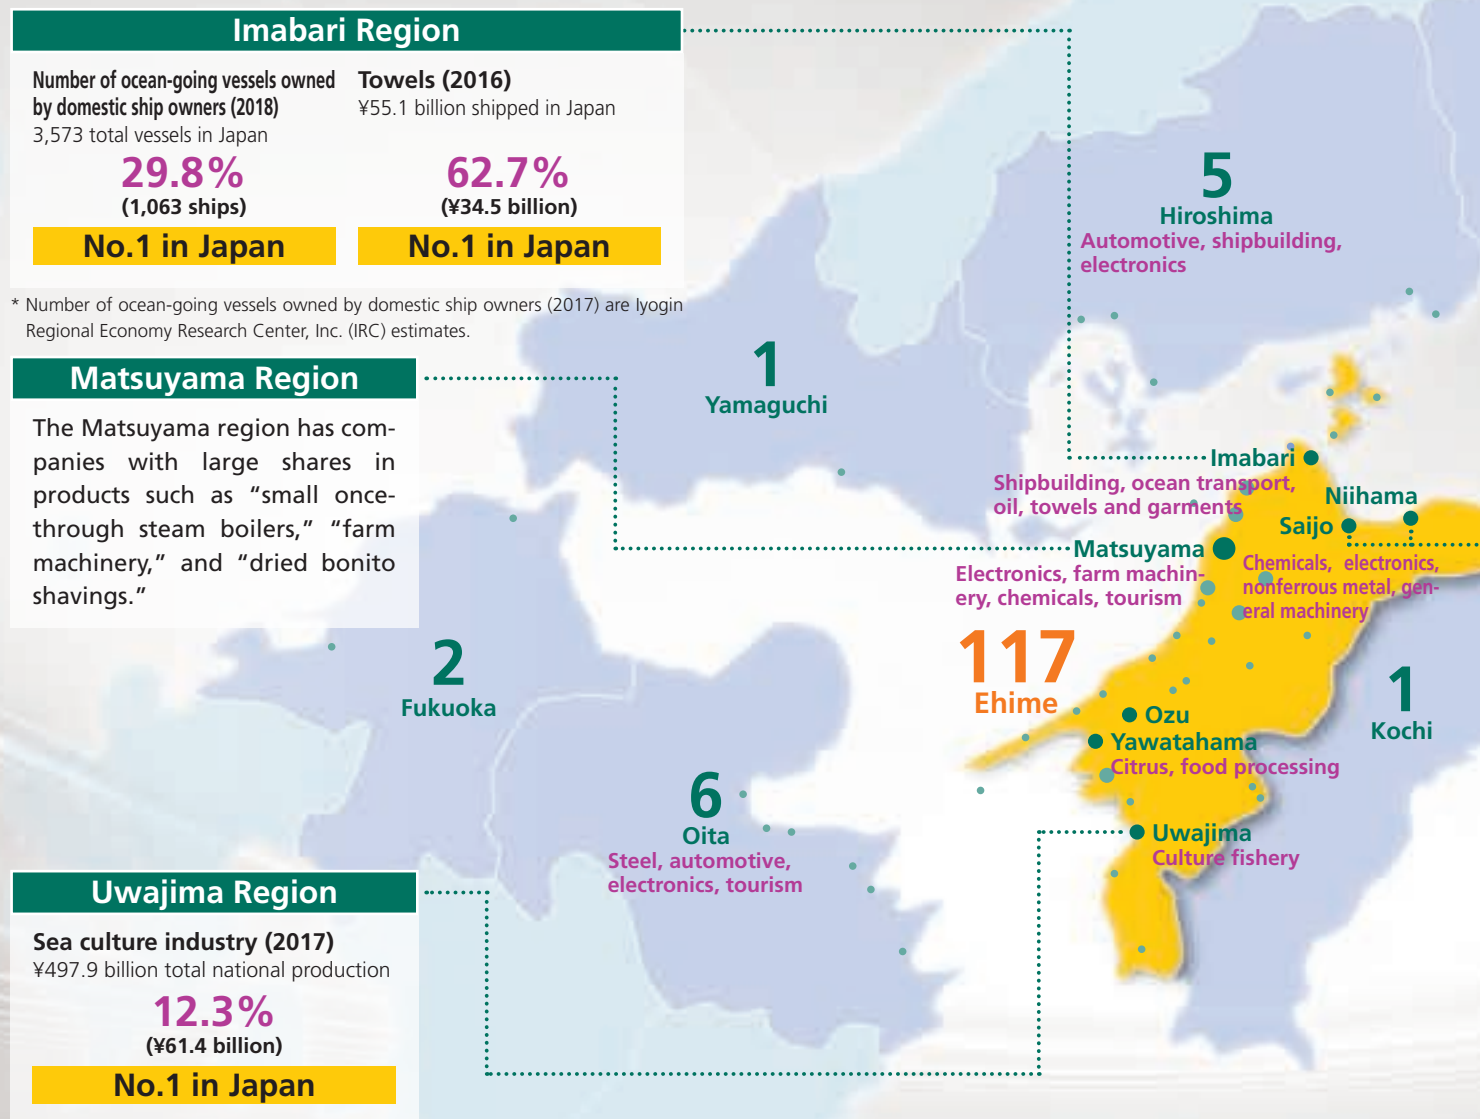 Imabari Region
Number of ocean-going vessels owned
by domestic ship owners (2018)
3,573 total vessels in Japan
29.8%
(1,063 ships)
No.1 in Japan
Towels (2016)
¥55.1 billion shipped in Japan
62.7%
(¥34.5 billion)
No.1 in Japan
* Number of ocean-going vessels owned by domestic ship owners (2017) are Iyogin
Regional Economy Research Center, Inc. (IRC) estimates.
Matsuyama Region
The Matsuyama region has com-
panies with large shares in
products such as “small once-
through steam boilers,” “farm
machinery,” and “dried bonito
shavings.”
Uwajima Region
Sea culture industry (2017)
¥497.9 billion total national production
12.3%
(¥61.4 billion)
No.1 in Japan
5
Hiroshima
Automotive, shipbuilding,
electronics
1
Yamaguchi
2
Fukuoka
6
Oita
Steel, automotive,
electronics, tourism
Imabari
Shipbuilding, ocean transport,
oil, towels and garments
Niihama
Saijo
Chemicals, electronics,
nonferrous metal, gen-
eral machinery
Matsuyama
Electronics, farm machin-
ery, chemicals, tourism
117
Ehime
1
Kochi
Ozu
Yawatahama
Citrus, food processing
Uwajima
Culture fishery